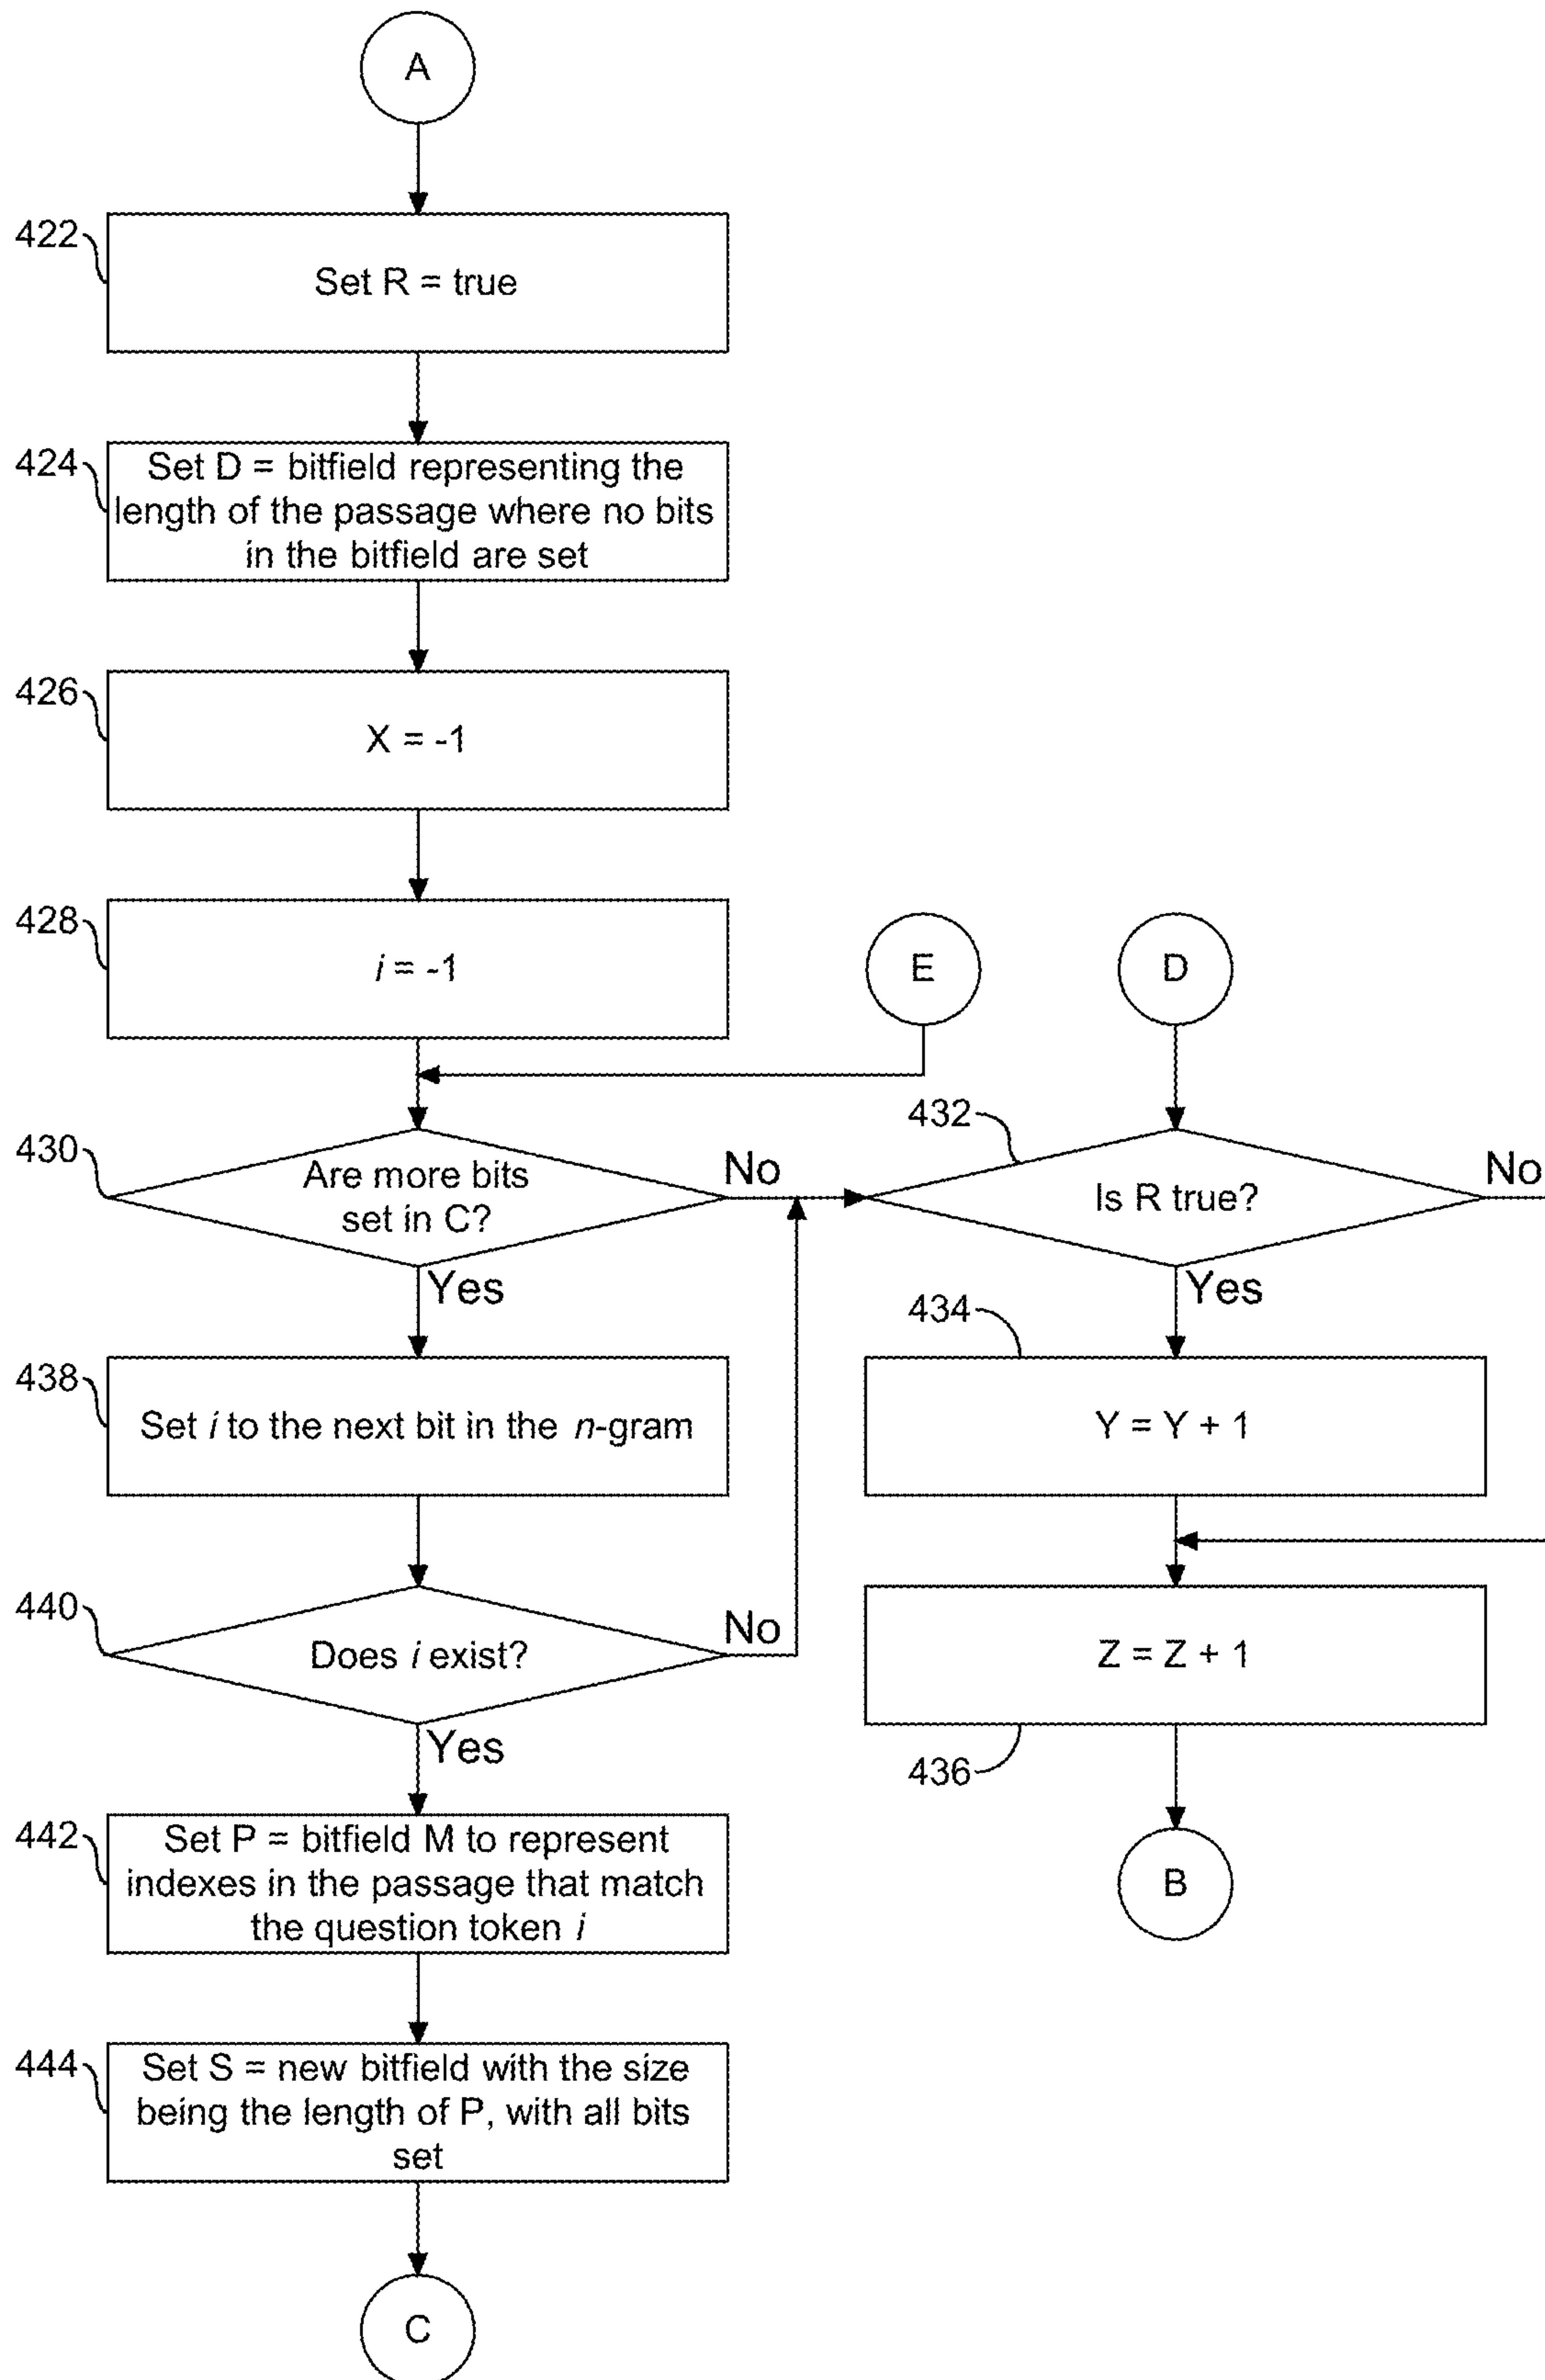 A
422
Set R = true
424
Set D = bitfield representing the
length of the passage where no bits
in the bitfield are set
426
X = -1
428
i = -1
E
D
430
Are more bits
set in C?
No
Yes
432
Is R true?
No
Yes
434
Y = Y + 1
438
Set i to the next bit in the n-gram
440
Does i exist?
No
Yes
Z = Z + 1
436
B
442
Set P = bitfield M to represent
indexes in the passage that match
the question token i
444
Set S = new bitfield with the size
being the length of P, with all bits
set
C